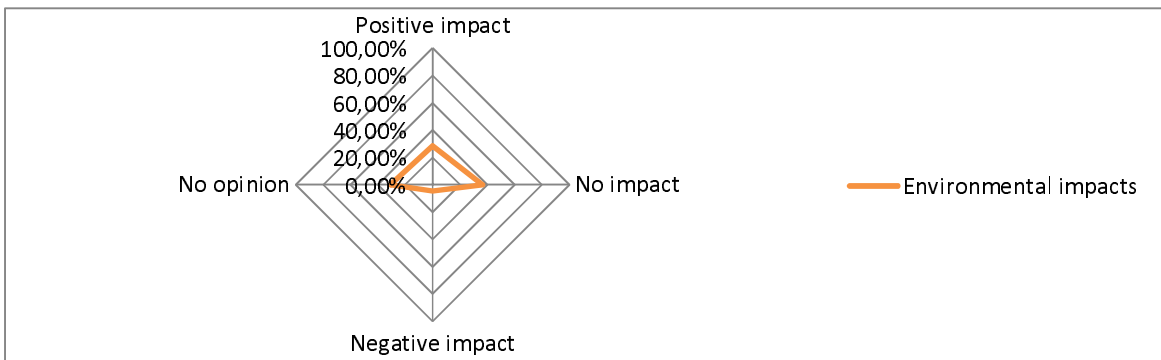 Positive impact
100,00%
80,00%
60,00%
40,00%
20,00%
No opinion
0,00%
No impact
Environmental impacts
Negative impact